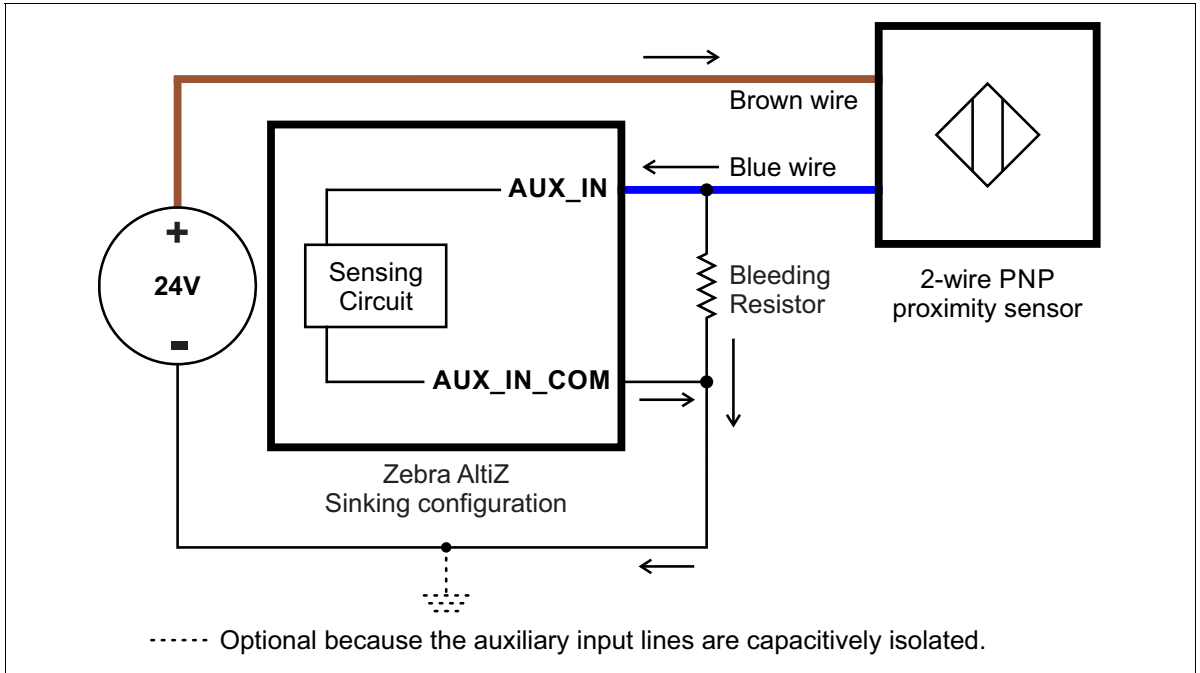 Brown wire
Blue wire
AUX_IN
+
24V
-
Sensing
Circuit
Bleeding
Resistor
2-wire PNP
proximity sensor
AUX_IN_COM
Zebra AltiZ
Sinking configuration
Optional because the auxiliary input lines are capacitively isolated.